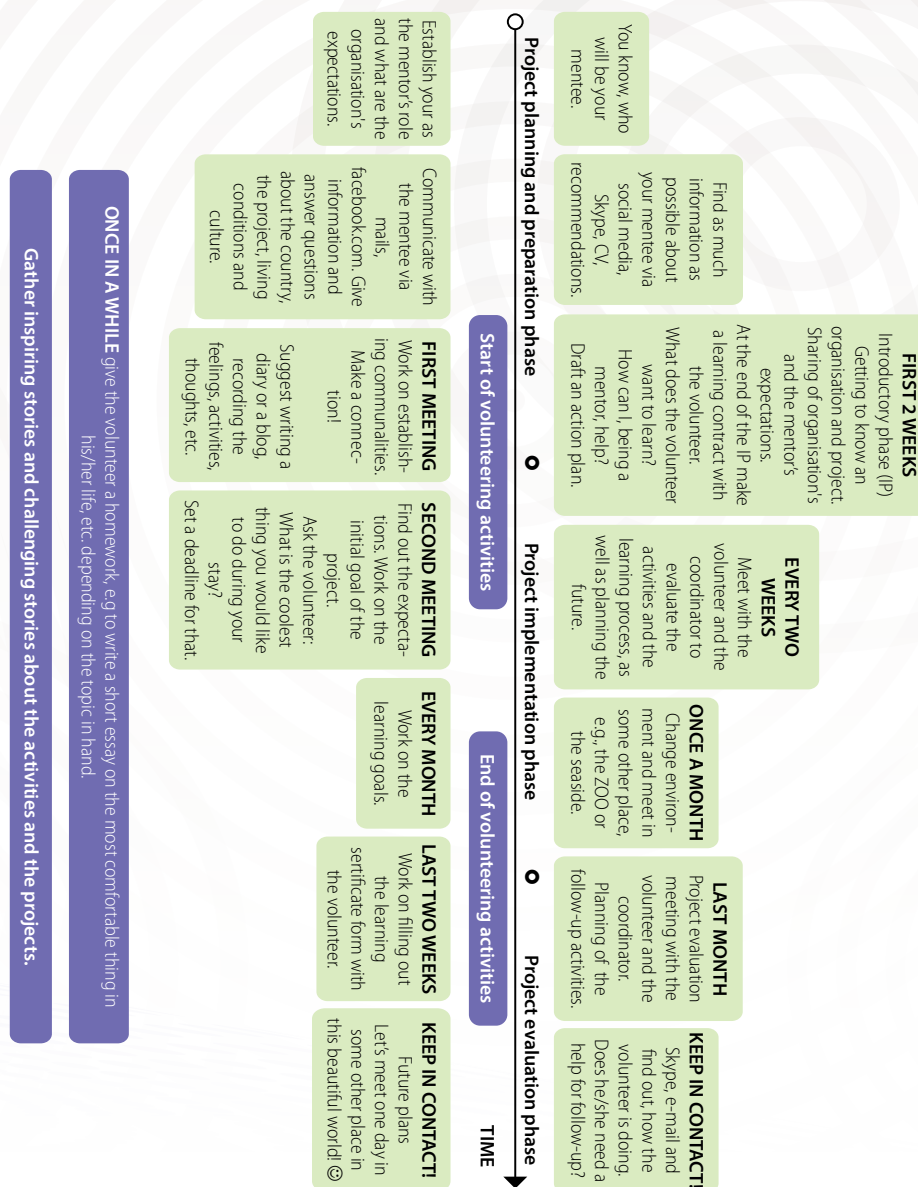 You know, who
will be your
mentee.
Find as much
information as
possible about
your mentee via
social media,
Skype, CV,
recommendations.
FIRST 2 WEEKS
Introductory phase (IP)
Getting to know an
organisation and project.
Sharing of organisation's
and the mentor's
expectations.
At the end of the IP make
a learning contract with
the volunteer.
What does the volunteer
want to learn?
How can I, being a
mentor, help?
Draft an action plan.
EVERY TWO
WEEKS
Meet with the
volunteer and the
coordinator to
evaluate the
activities and the
learning process, as
well as planning the
future.
ONCE A MONTH
Change environ-
ment and meet in
some other place,
e.g., the ZOO or
the seaside.
LAST MONTH
Project evaluation
meeting with the
volunteer and the
coordinator.
Planning of the
follow-up activities.
KEEP IN CONTACT!
Skype, e-mail and
find out, how the
volunteer is doing.
Does he/she need a
help for follow-up?
Project planning and preparation phase
Project implementation phase
Project evaluation phase
Start of volunteering activities
End of volunteering activities
TIME
Establish your as
the mentor's role
and what are the
organisation's
expectations.
Communicate with
the mentee via
mails,
facebook.com. Give
information and
answer questions
about the country,
the project, living
conditions and
culture.
FIRST MEETING
Work on establish-
ing communalities.
Make a connec-
tion!
Suggest writing a
diary or a blog,
recording the
feelings, activities,
thoughts, etc.
SECOND MEETING
Find out the expecta-
tions. Work on the
initial goal of the
project.
Ask the volunteer:
What is the coolest
thing you would like
to do during your
stay?
Set a deadline for that.
EVERY MONTH
Work on the
learning goals.
LAST TWO WEEKS
Work on filling out
the learning
sertificate form with
the volunteer.
KEEP IN CONTACT!
Future plans
Let's meet one day in
some other place in
this beautiful world! ☺
ONCE IN A WHILE give the volunteer a homework, e.g to write a short essay on the most comfortable thing in
his/her life, etc. depending on the topic in hand.
Gather inspiring stories and challenging stories about the activities and the projects.